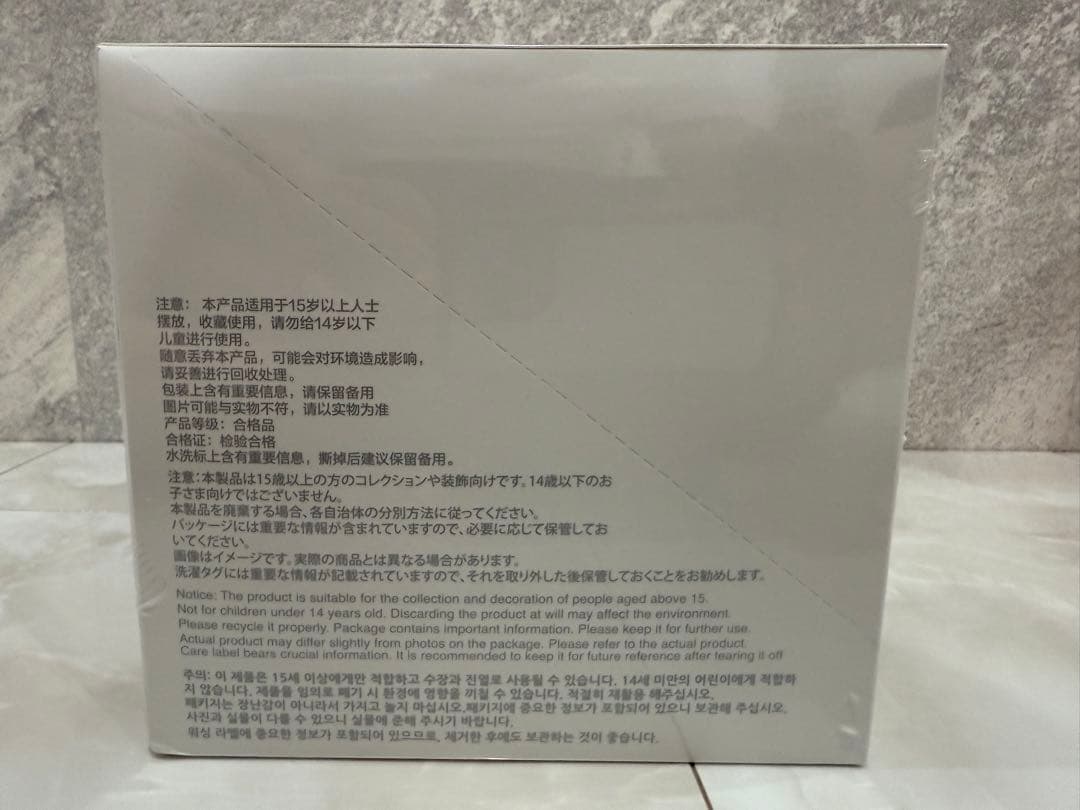 注意： 本产品适用于15岁以上人士
摆放，收藏使用，请勿给14岁以下
儿童进行使用。
随意丢弃本产品，可能会对环境造成影响，
请妥善进行回收处理。
包装上含有重要信息，请保留备用
图片可能与实物不符，请以实物为准
产品等级：合格品
合格证：检验合格
水洗标上含有重要信息，撕掉后建议保留备用。
注意：本製品は15歳以上の方のコレクションや装飾向けです。14歳以下のお
子さま向けではございません。
本製品を廃棄する場合、各自治体の分別方法に従ってください。
パッケージには重要な情報が含まれていますので、必要に応じて保管してお
いてください。
画像はイメージです。実際の商品とは異なる場合があります。
洗濯タグには重要な情報が記載されていますので、それを取り外した後保管しておくことをお勧めします。
Notice: The product is suitable for the collection and decoration of people aged above 15.
Not for children under 14 years old. Discarding the product at will may affect the environment.
Please recycle it properly. Package contains important information. Please keep it for further use.
Actual product may differ slightly from photos on the package. Please refer to the actual product.
Care label bears crucial information. It is recommended to keep it for future reference after tearing it off
주의: 이 제품은 15세 이상에게만 적합하고 수장과 진열로 사용될 수 있습니다. 14세 미만의 어린이에게 적합하
지 않습니다. 제품을 임의로 폐기 시 환경에 영향을 끼칠 수 있습니다. 적절히 재활용 해주십시오.
패키지는 장난감이 아니라서 가지고 놀지 마십시오.패키지에 중요한 정보가 포함되어 있으니 보관해 주십시오.
사진과 실물이 다를 수 있으니 실물에 준해 주시기 바랍니다.
워싱 라벨에 중요한 정보가 포함되어 있으므로, 제거한 후에도 보관하는 것이 좋습니다.